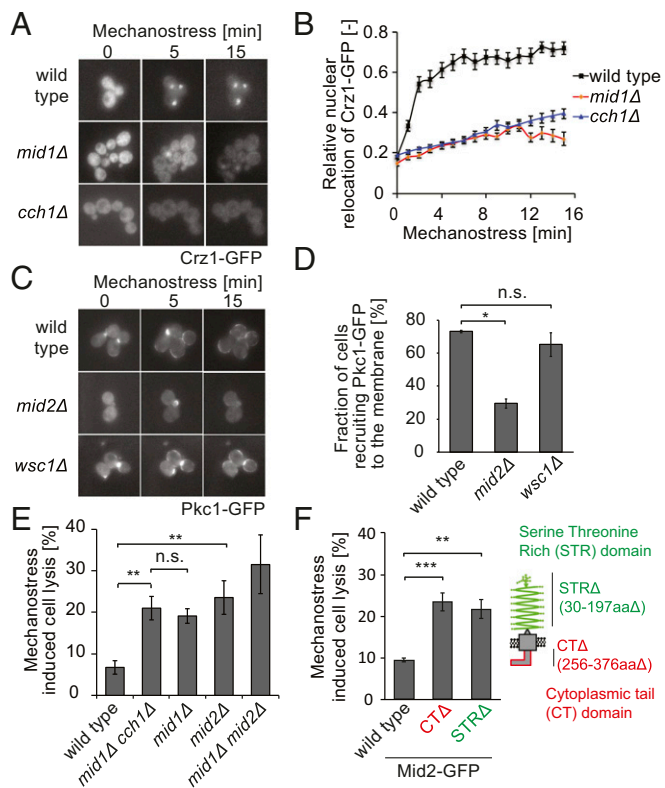 A
Mechanostress [min]
0 5 15
wild
type
mid1Δ
cch1Δ
Crz1-GFP
B
Relative nuclear
relocation of Crz1-GFP [-]
0.8
0.6
0.4
0.2
0
0 4 8 12 16
Mechanostress [min]
wild type
mid1Δ
cch1Δ
C
Mechanostress [min]
0 5 15
wild
type
mid2Δ
wsc1Δ
Pkc1-GFP
D
Fraction of cells
recruiting Pkc1-GFP
to the membrane [%]
80
60
40
20
0
n.s.
*
wild type
mid2Δ
wsc1Δ
E
Mechanostress
induced cell lysis [%]
40
30
20
10
0
**
n.s.
**
wild type
mid1Δ cch1Δ
mid1Δ
mid2Δ
mid1Δ mid2Δ
F
Mechanostress
induced cell lysis [%]
40
30
20
10
0
**
***
wild type
CTΔ
STRΔ
Mid2-GFP
Serine Threonine
Rich (STR) domain
STRΔ
(30-197aaΔ)
CTΔ
(256-376aaΔ)
Cytoplasmic tail
(CT) domain